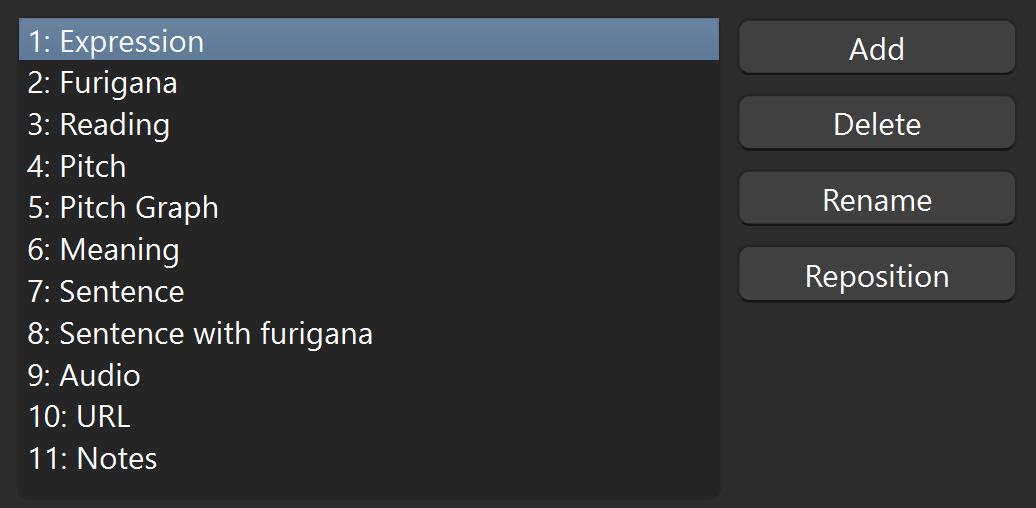 1: Expression
2: Furigana
3: Reading
4: Pitch
5: Pitch Graph
6: Meaning
7: Sentence
8: Sentence with furigana
9: Audio
10: URL
11: Notes
Add
Delete
Rename
Reposition